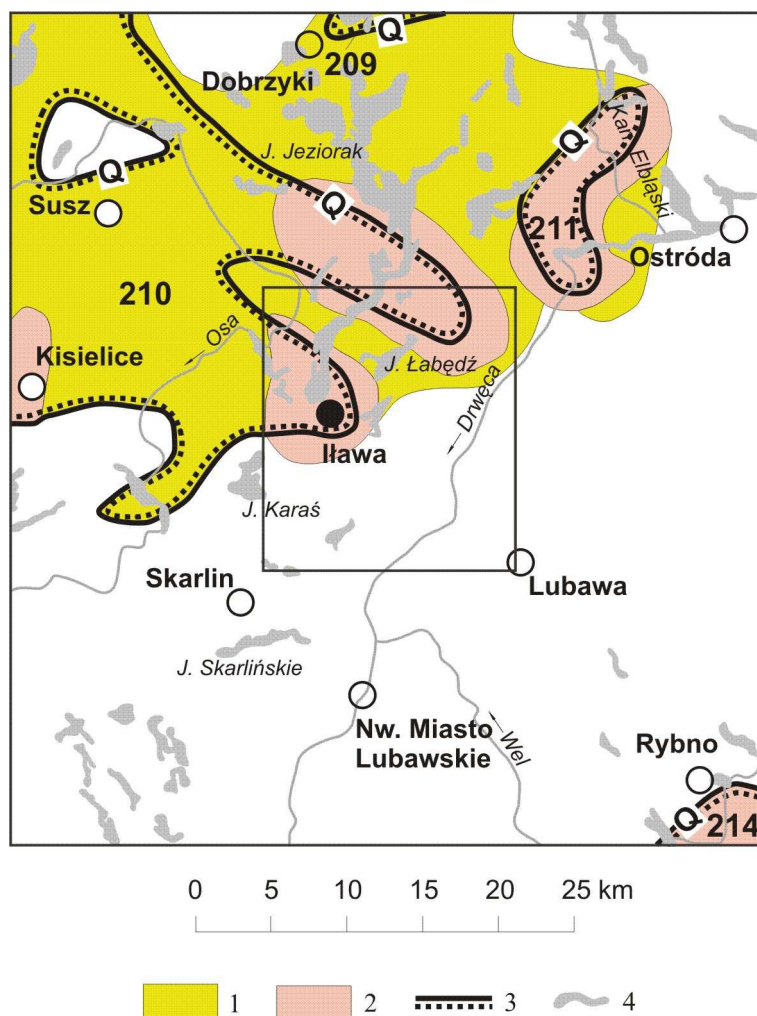 Q
Q
209
Dobrzyki
Q
Kan. Elbląski
J. Jeziorak
Q
Q
Susz
211
Ostróda
210
Osa
Kisielice
J. Łabędź
Drwęca
Iława
J. Karaś
Skarlin
Lubawa
J. Skarlińskie
Nw. Miasto
Lubawskie
Wel
Rybno
Q
214
0 5 10 15 20 25 km
1 2 3 4